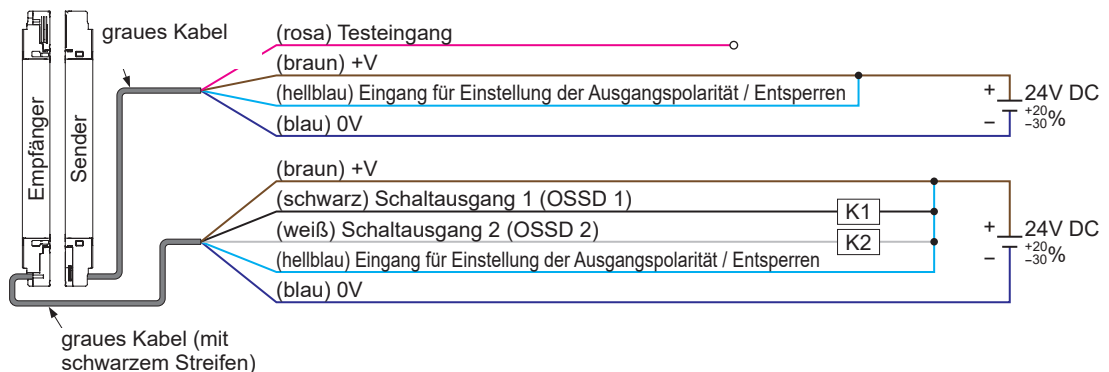 graues Kabel
Empfänger
Sender
(rosa) Testeingang
(braun) +V
(hellblau) Eingang für Einstellung der Ausgangspolarität / Entsperren
(blau) 0V
+
−
24V DC
+20
−30 %
(braun) +V
(schwarz) Schaltausgang 1 (OSSD 1)
K1
(weiß) Schaltausgang 2 (OSSD 2)
K2
(hellblau) Eingang für Einstellung der Ausgangspolarität / Entsperren
(blau) 0V
+
−
24V DC
+20
−30 %
graues Kabel (mit
schwarzem Streifen)